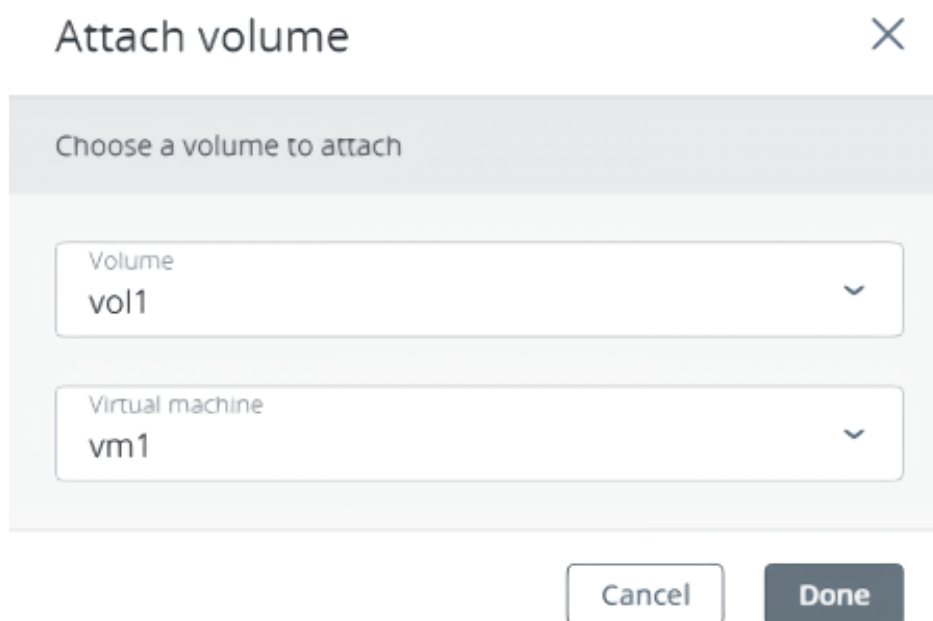 Attach volume
Choose a volume to attach
Volume
vol1
Virtual machine
vm1
Cancel
Done